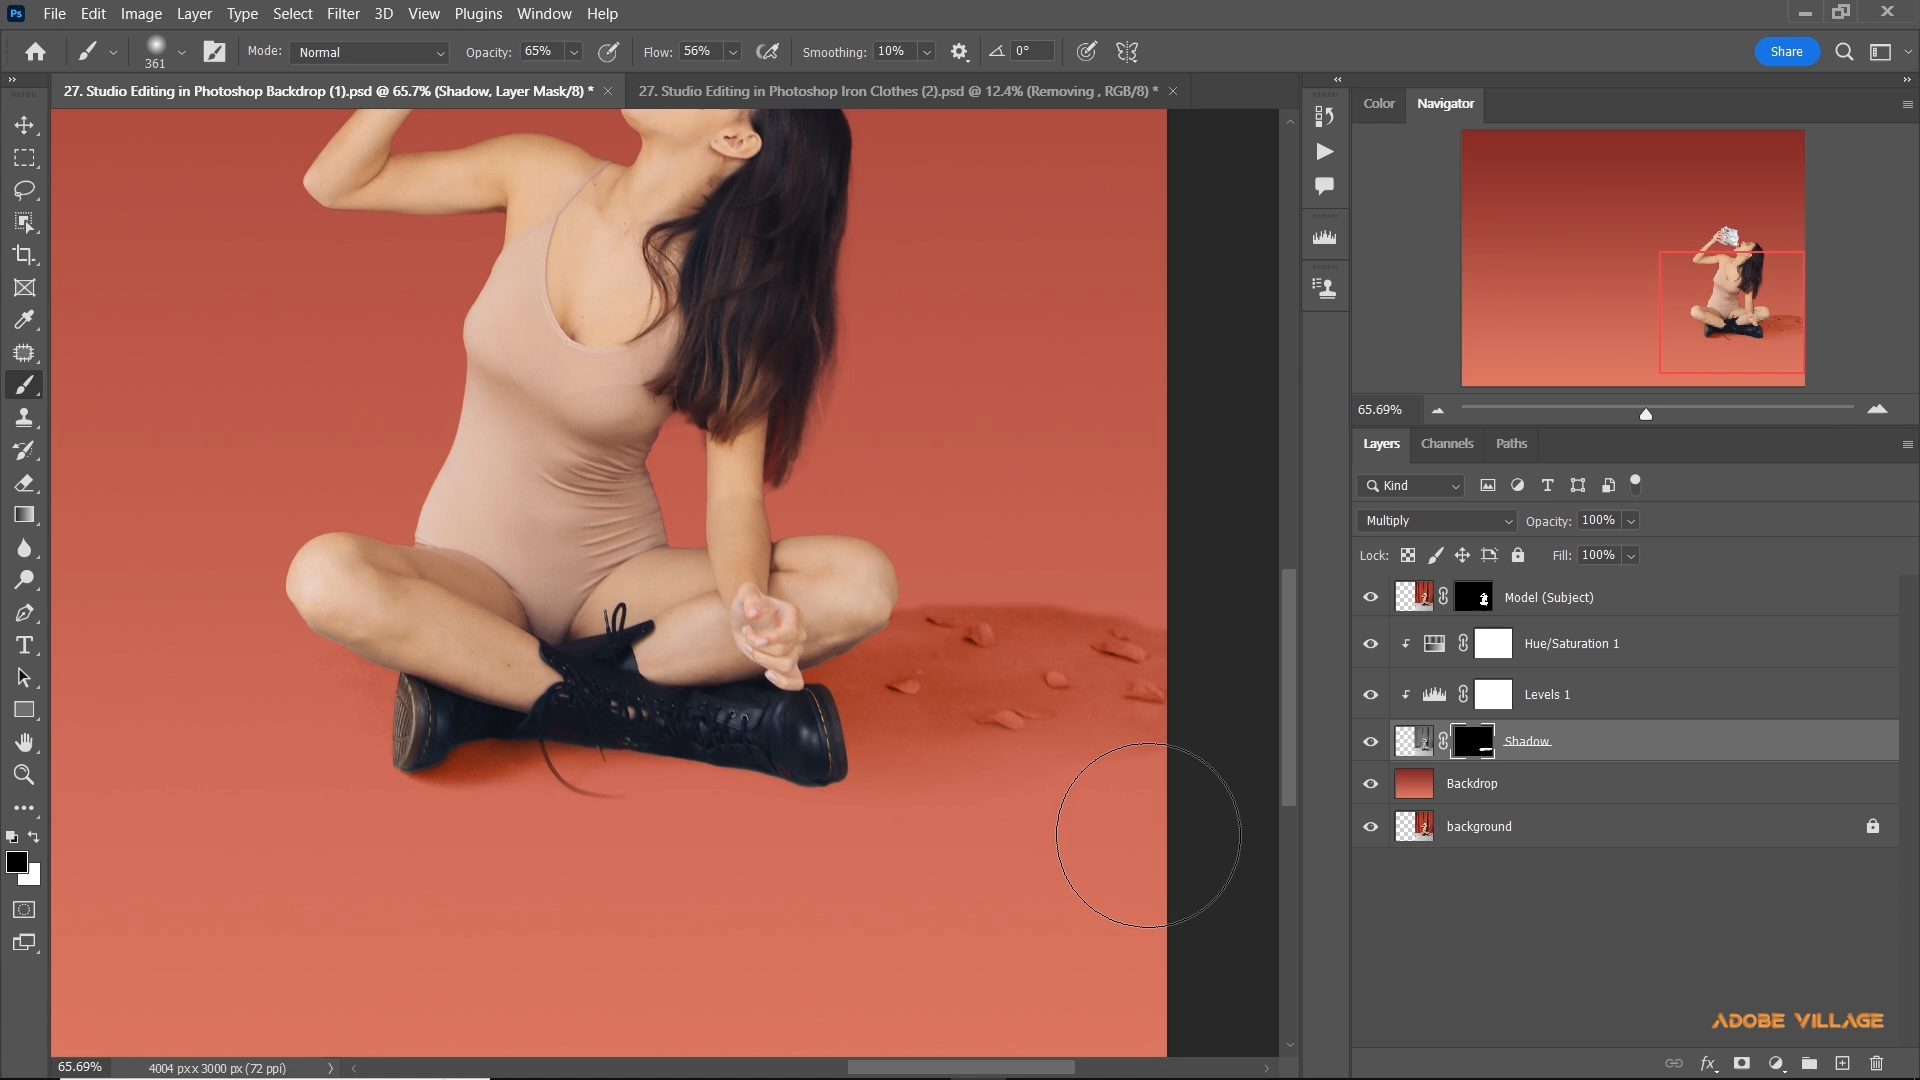 Ps File Edit Image Layer Type Select Filter 3D View Plugins Window Help
361 Mode: Normal Opacity: 65% Flow: 56% Smoothing: 10% 0° Share
27. Studio Editing in Photoshop Backdrop (1).psd @ 65.7% (Shadow, Layer Mask/8) * 27. Studio Editing in Photoshop Iron Clothes (2).psd @ 12.4% (Removing , RGB/8) *
Color Navigator
65.69%
Layers Channels Paths
Kind
Multiply Opacity: 100%
Lock: Fill: 100%
Model (Subject)
Hue/Saturation 1
Levels 1
Shadow
Backdrop
background
ADOBE VILLAGE
65.69% 4004 px x 3000 px (72 ppi)
fx